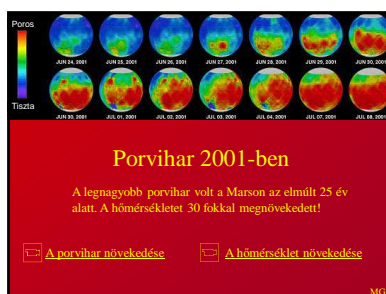 Poros
JUN 24, 2001 JUN 25, 2001 JUN 26, 2001 JUN 27, 2001 JUN 28, 2001 JUN 29, 2001 JUN 30, 2001
Tiszta
JUN 30, 2001 JUL 01, 2001 JUL 02, 2001 JUL 03, 2001 JUL 04, 2001 JUL 07, 2001 JUL 08, 2001
Porvihar 2001-ben
A legnagyobb porvihar volt a Marson az elmúlt 25 év
alatt. A hőmérsékletet 30 fokkal megnövekedett!
A porvihar növekedése
A hőmérséklet növekedése
MG